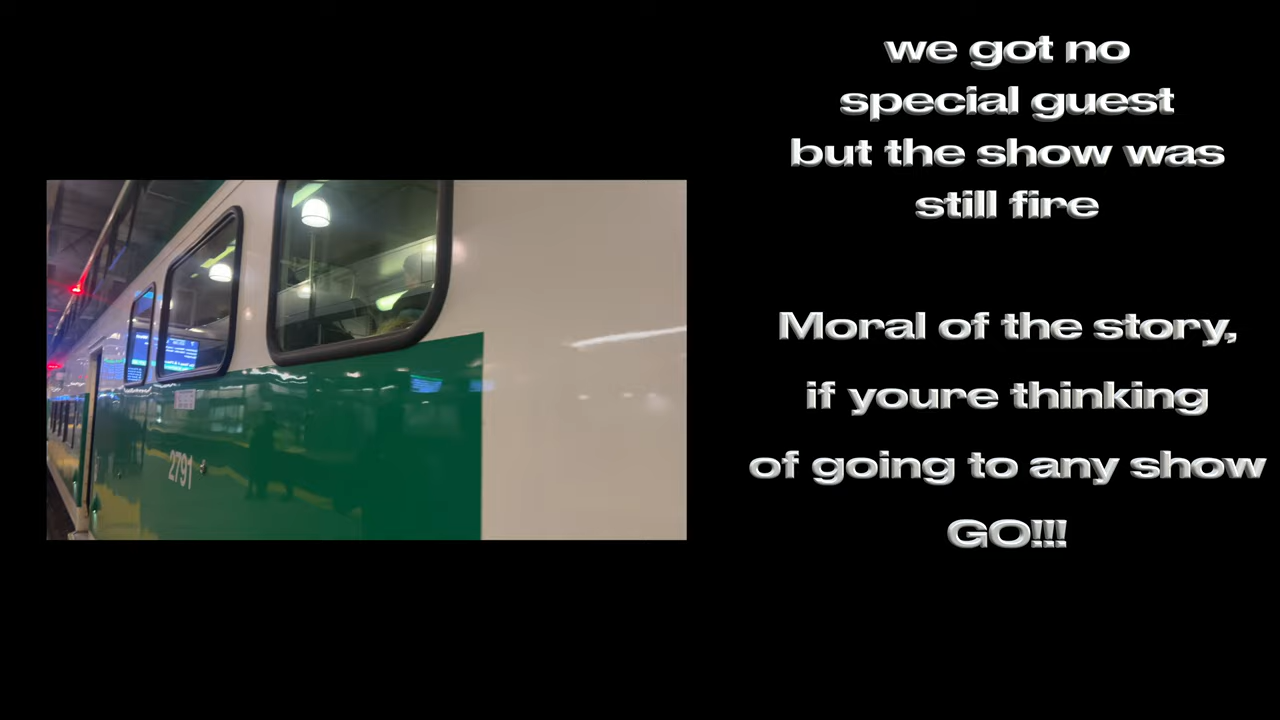 we got no
special guest
but the show was
still fire
Moral of the story,
if youre thinking
of going to any show
GO!!!
2791